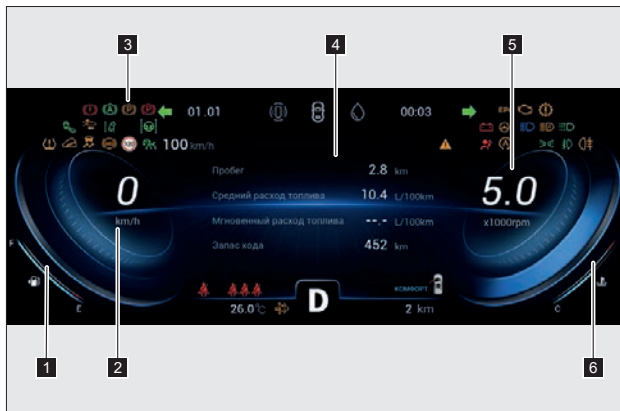 3 4 5
01.01 00:03 EPC
100 km/h
Пробег 2.8 km
0 Средний расход топлива 10.4 L/100km 5.0
km/h Мгновенный расход топлива --.- L/100km x1000rpm
Запас хода 452 km
F
КОМФОРТ
E 26.0°C D 2 km C
1 2 6